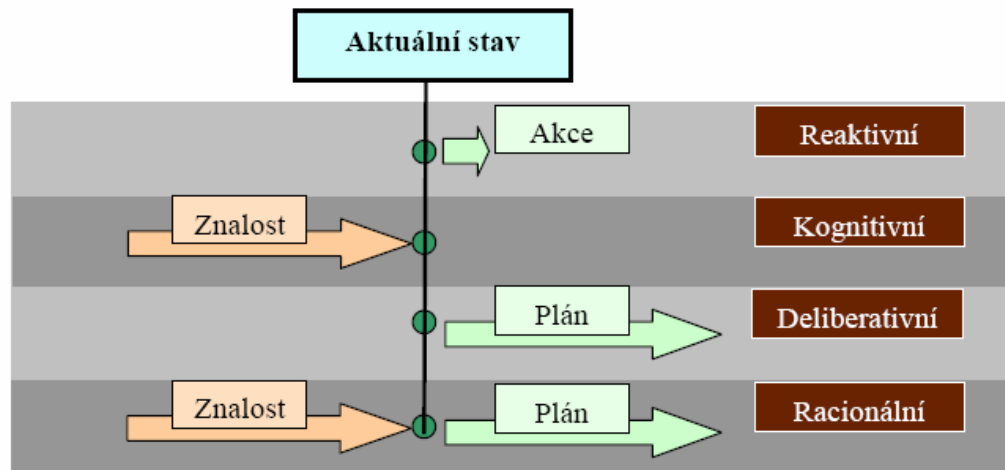 Aktuální stav
Akce
Reaktivní
Znalost
Kognitivní
Plán
Deliberativní
Znalost
Plán
Racionální